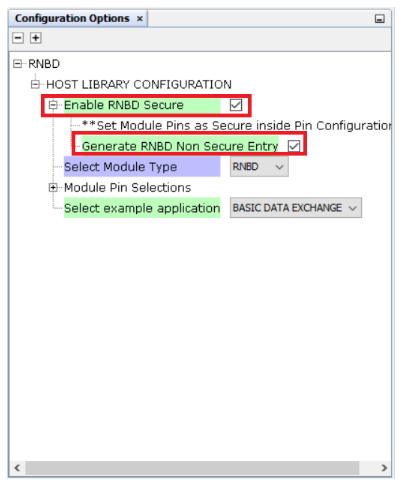 Configuration Options ×
RNBD
HOST LIBRARY CONFIGURATION
Enable RNBD Secure
**Set Module Pins as Secure inside Pin Configuration
Generate RNBD Non Secure Entry
Select Module Type RNBD
Module Pin Selections
Select example application BASIC DATA EXCHANGE